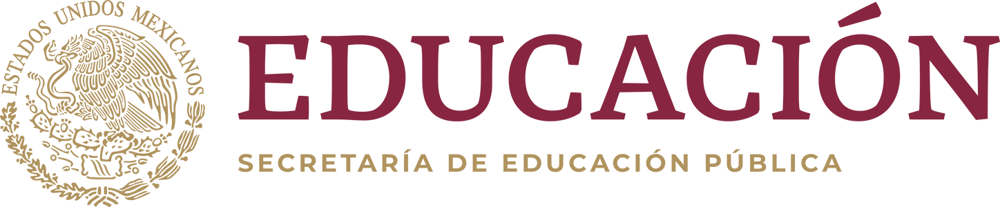 ESTADOS UNIDOS MEXICANOS
EDUCACIÓN
SECRETARÍA DE EDUCACIÓN PÚBLICA